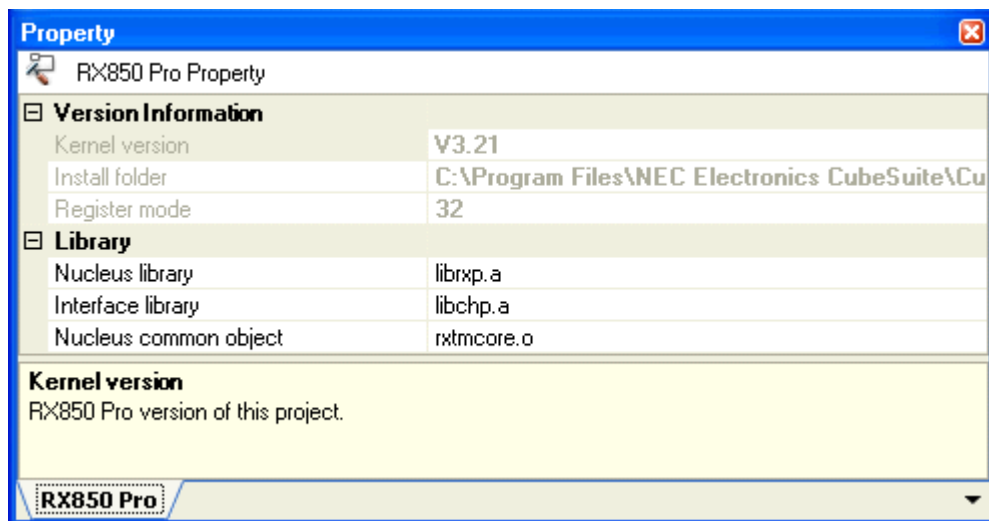 Property
RX850 Pro Property
Version Information
Kernel version V3.21
Install folder C:\Program Files\NEC Electronics CubeSuite\Cu
Register mode 32
Library
Nucleus library librxp.a
Interface library libchp.a
Nucleus common object rxtmcore.o
Kernel version
RX850 Pro version of this project.
RX850 Pro